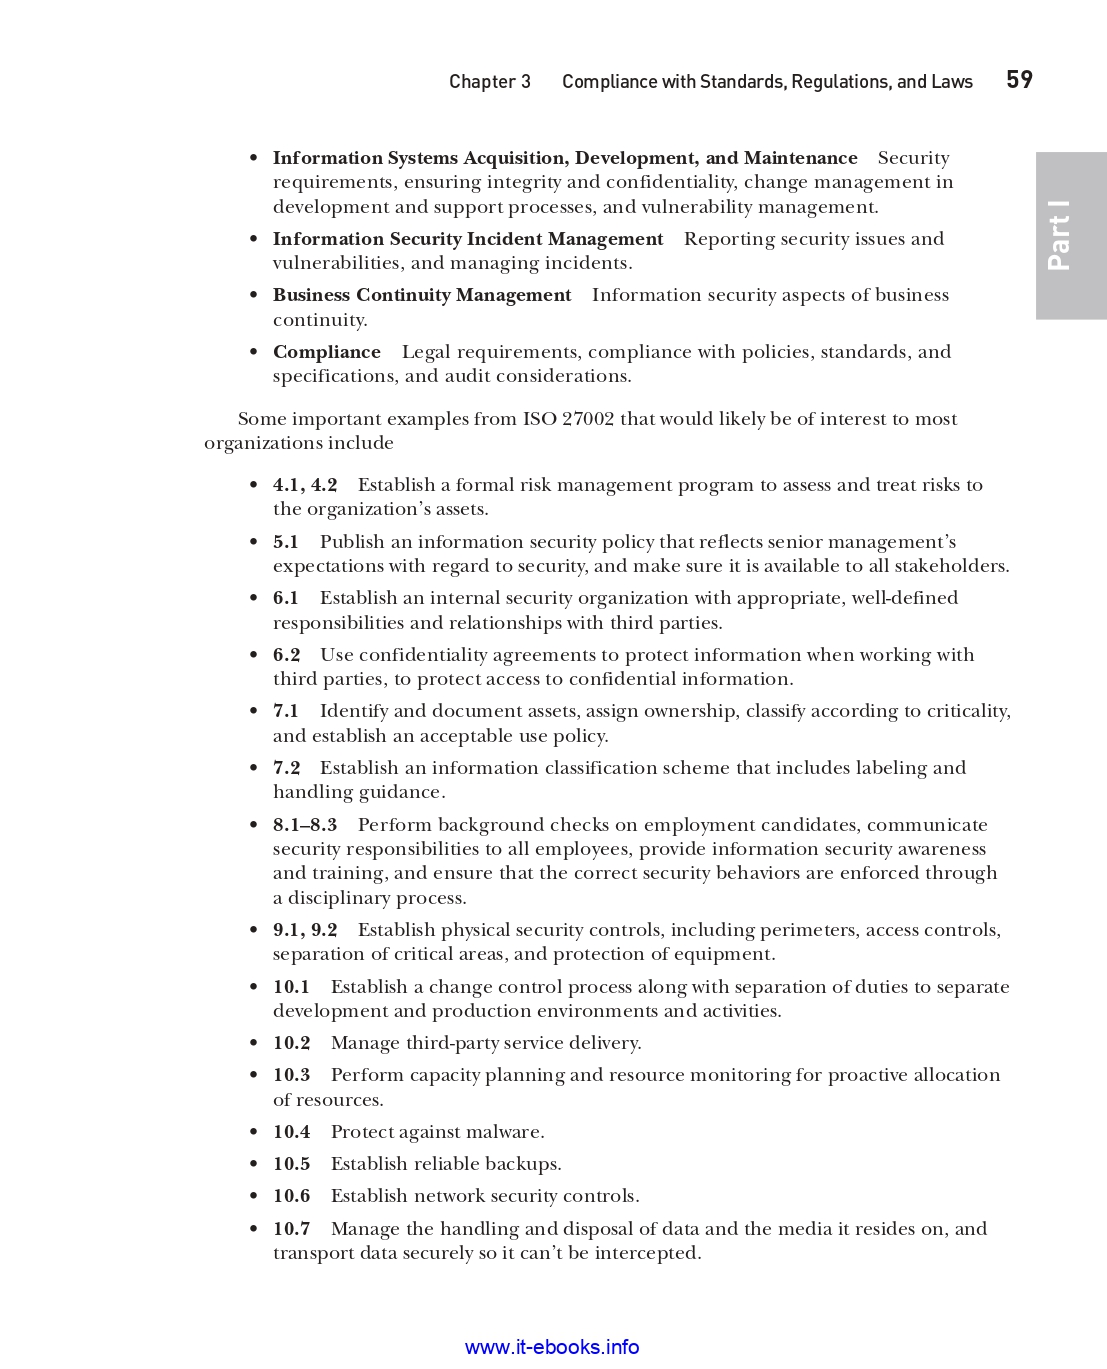 Chapter 3 Compliance with Standards, Regulations, and Laws 59
Part I
• Information Systems Acquisition, Development, and Maintenance Security
requirements, ensuring integrity and confidentiality, change management in
development and support processes, and vulnerability management.
• Information Security Incident Management Reporting security issues and
vulnerabilities, and managing incidents.
• Business Continuity Management Information security aspects of business
continuity.
• Compliance Legal requirements, compliance with policies, standards, and
specifications, and audit considerations.
Some important examples from ISO 27002 that would likely be of interest to most
organizations include
• 4.1, 4.2 Establish a formal risk management program to assess and treat risks to
the organization’s assets.
• 5.1 Publish an information security policy that reflects senior management’s
expectations with regard to security, and make sure it is available to all stakeholders.
• 6.1 Establish an internal security organization with appropriate, well-defined
responsibilities and relationships with third parties.
• 6.2 Use confidentiality agreements to protect information when working with
third parties, to protect access to confidential information.
• 7.1 Identify and document assets, assign ownership, classify according to criticality,
and establish an acceptable use policy.
• 7.2 Establish an information classification scheme that includes labeling and
handling guidance.
• 8.1–8.3 Perform background checks on employment candidates, communicate
security responsibilities to all employees, provide information security awareness
and training, and ensure that the correct security behaviors are enforced through
a disciplinary process.
• 9.1, 9.2 Establish physical security controls, including perimeters, access controls,
separation of critical areas, and protection of equipment.
• 10.1 Establish a change control process along with separation of duties to separate
development and production environments and activities.
• 10.2 Manage third-party service delivery.
• 10.3 Perform capacity planning and resource monitoring for proactive allocation
of resources.
• 10.4 Protect against malware.
• 10.5 Establish reliable backups.
• 10.6 Establish network security controls.
• 10.7 Manage the handling and disposal of data and the media it resides on, and
transport data securely so it can’t be intercepted.
www.it-ebooks.info